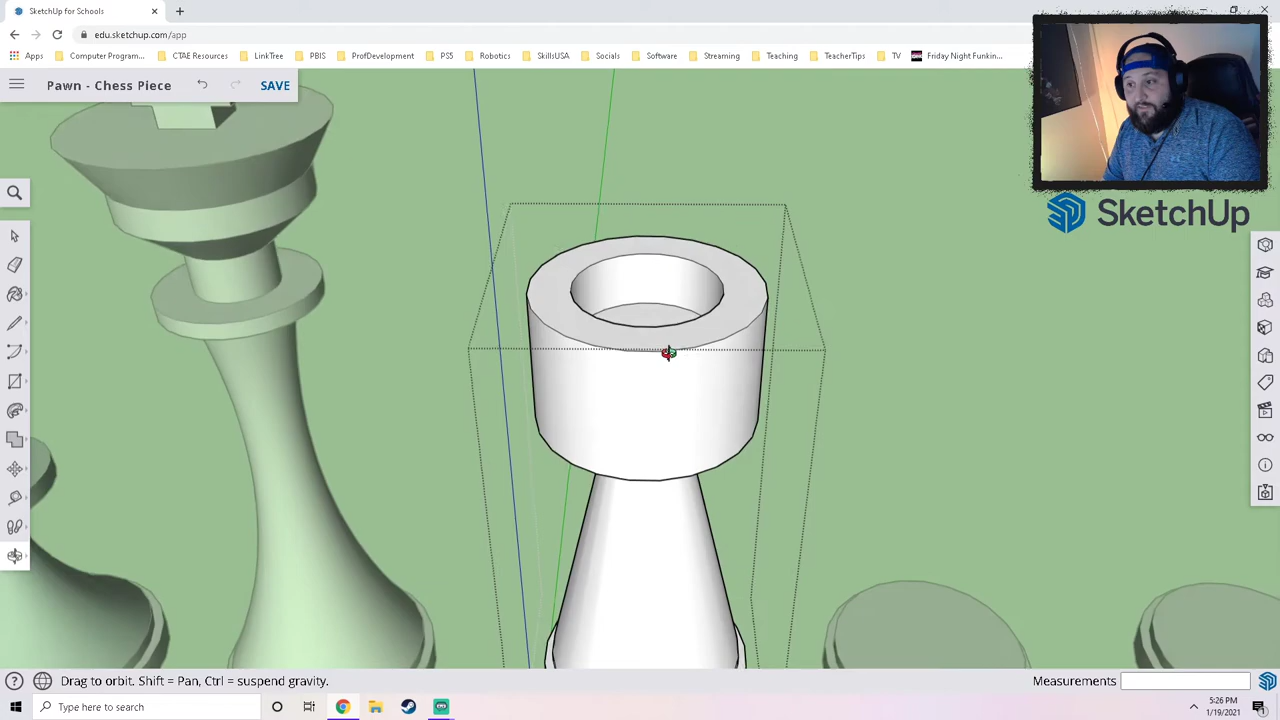 SketchUp for Schools
edu.sketchup.com/app
Apps
Computer Program...
CTAE Resources
LinkTree
PBIS
ProfDevelopment
PS5
Robotics
SkillsUSA
Socials
Software
Streaming
Teaching
TeacherTips
TV
Friday Night Funkin...
Pawn - Chess Piece
SAVE
SketchUp
Drag to orbit. Shift = Pan, Ctrl = suspend gravity.
Measurements
Type here to search
5:26 PM
1/19/2021